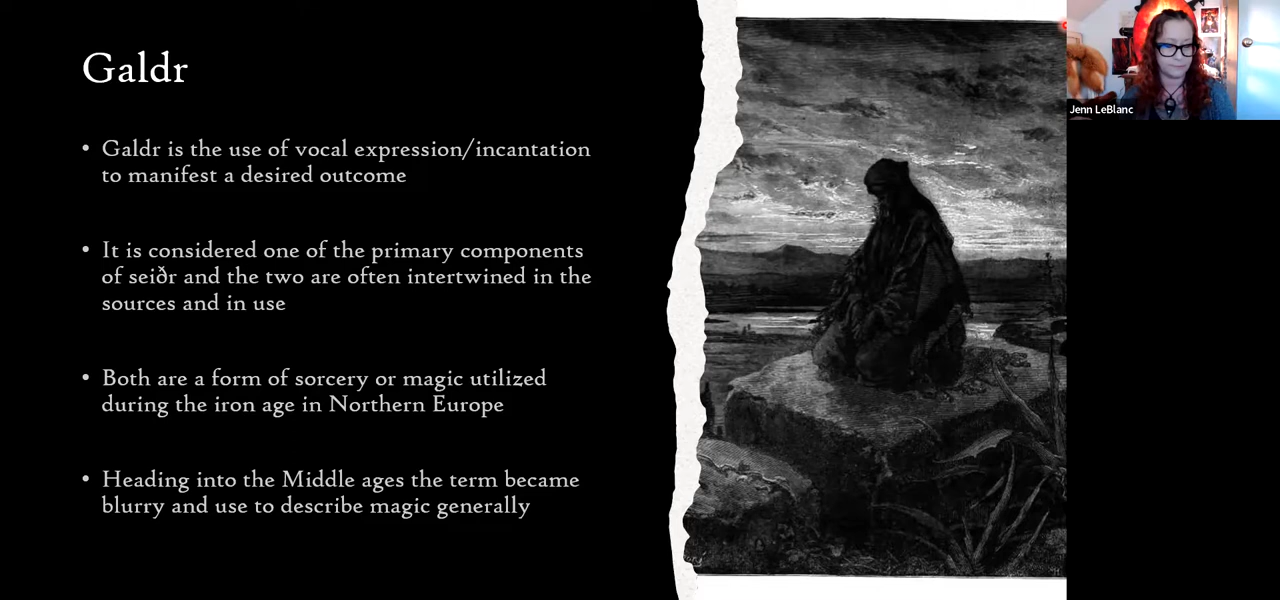 Galdr
• Galdr is the use of vocal expression/incantation
to manifest a desired outcome
• It is considered one of the primary components
of seiðr and the two are often intertwined in the
sources and in use
• Both are a form of sorcery or magic utilized
during the iron age in Northern Europe
• Heading into the Middle ages the term became
blurry and use to describe magic generally
Jenn LeBlanc